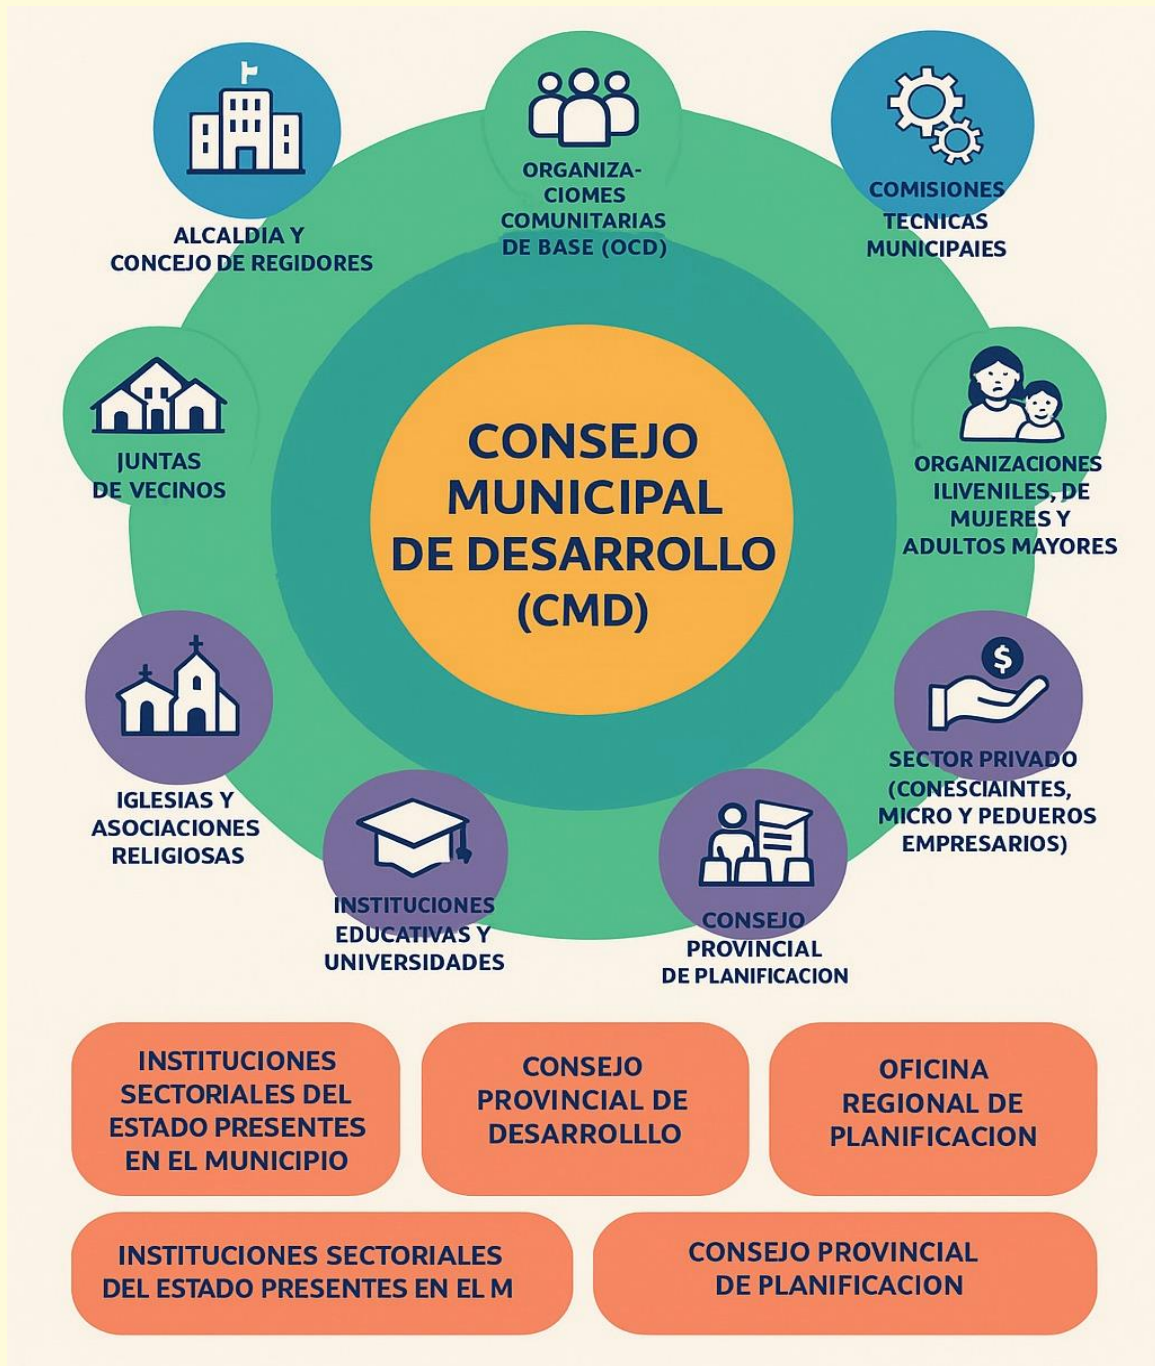 ALCALDIA Y
CONCEJO DE REGIDORES
ORGANIZA-
CIOMES
COMUNITARIAS
DE BASE (OCD)
COMISIONES
TECNICAS
MUNICIPAIES
JUNTAS
DE VECINOS
CONSEJO
MUNICIPAL
DE DESARROLLO
(CMD)
ORGANIZACIONES
ILIVENILES, DE
MUJERES Y
ADULTOS MAYORES
IGLESIAS Y
ASOCIACIONES
RELIGIOSAS
INSTITUCIONES
EDUCATIVAS Y
UNIVERSIDADES
CONSEJO
PROVINCIAL
DE PLANIFICACION
$
SECTOR PRIVADO
(CONESCIAINTES,
MICRO Y PEDUEROS
EMPRESARIOS)
INSTITUCIONES
SECTORIALES DEL
ESTADO PRESENTES
EN EL MUNICIPIO
CONSEJO
PROVINCIAL DE
DESARROLLLO
OFICINA
REGIONAL DE
PLANIFICACION
INSTITUCIONES SECTORIALES
DEL ESTADO PRESENTES EN EL M
CONSEJO PROVINCIAL
DE PLANIFICACION